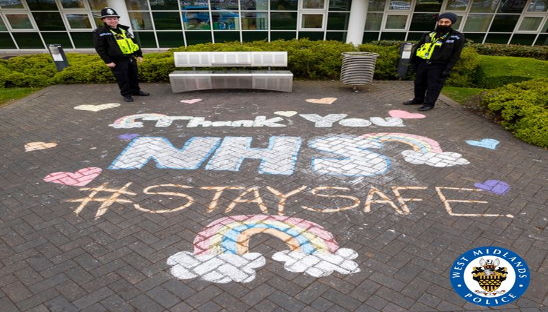 Thank You
NHS
#STAYSAFE.
WEST MIDLANDS
POLICE